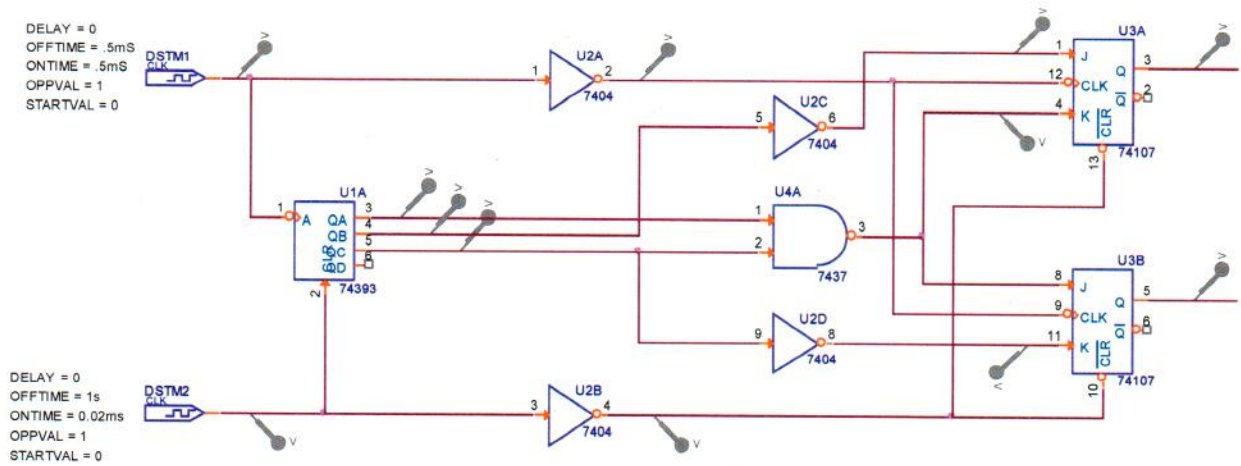 DELAY = 0
OFFTIME = .5mS
ONTIME = .5mS
OPPVAL = 1
STARTVAL = 0
DSTM1
CLK
V
1
U2A
2
7404
V
V
U3A
1
J
3
Q
V
12
CLK
2
Q
4
K
CLR
74107
13
V
U2C
5
6
7404
U1A
1
A
QA
3
QB
4
QC
5
QD
6
CLR
2
74393
V
V
V
U4A
1
2
3
7437
U3B
8
J
5
Q
V
9
CLK
6
Q
11
K
CLR
74107
10
U2D
9
8
7404
V
DELAY = 0
OFFTIME = 1s
ONTIME = 0.02ms
OPPVAL = 1
STARTVAL = 0
DSTM2
CLK
V
U2B
3
4
7404
V